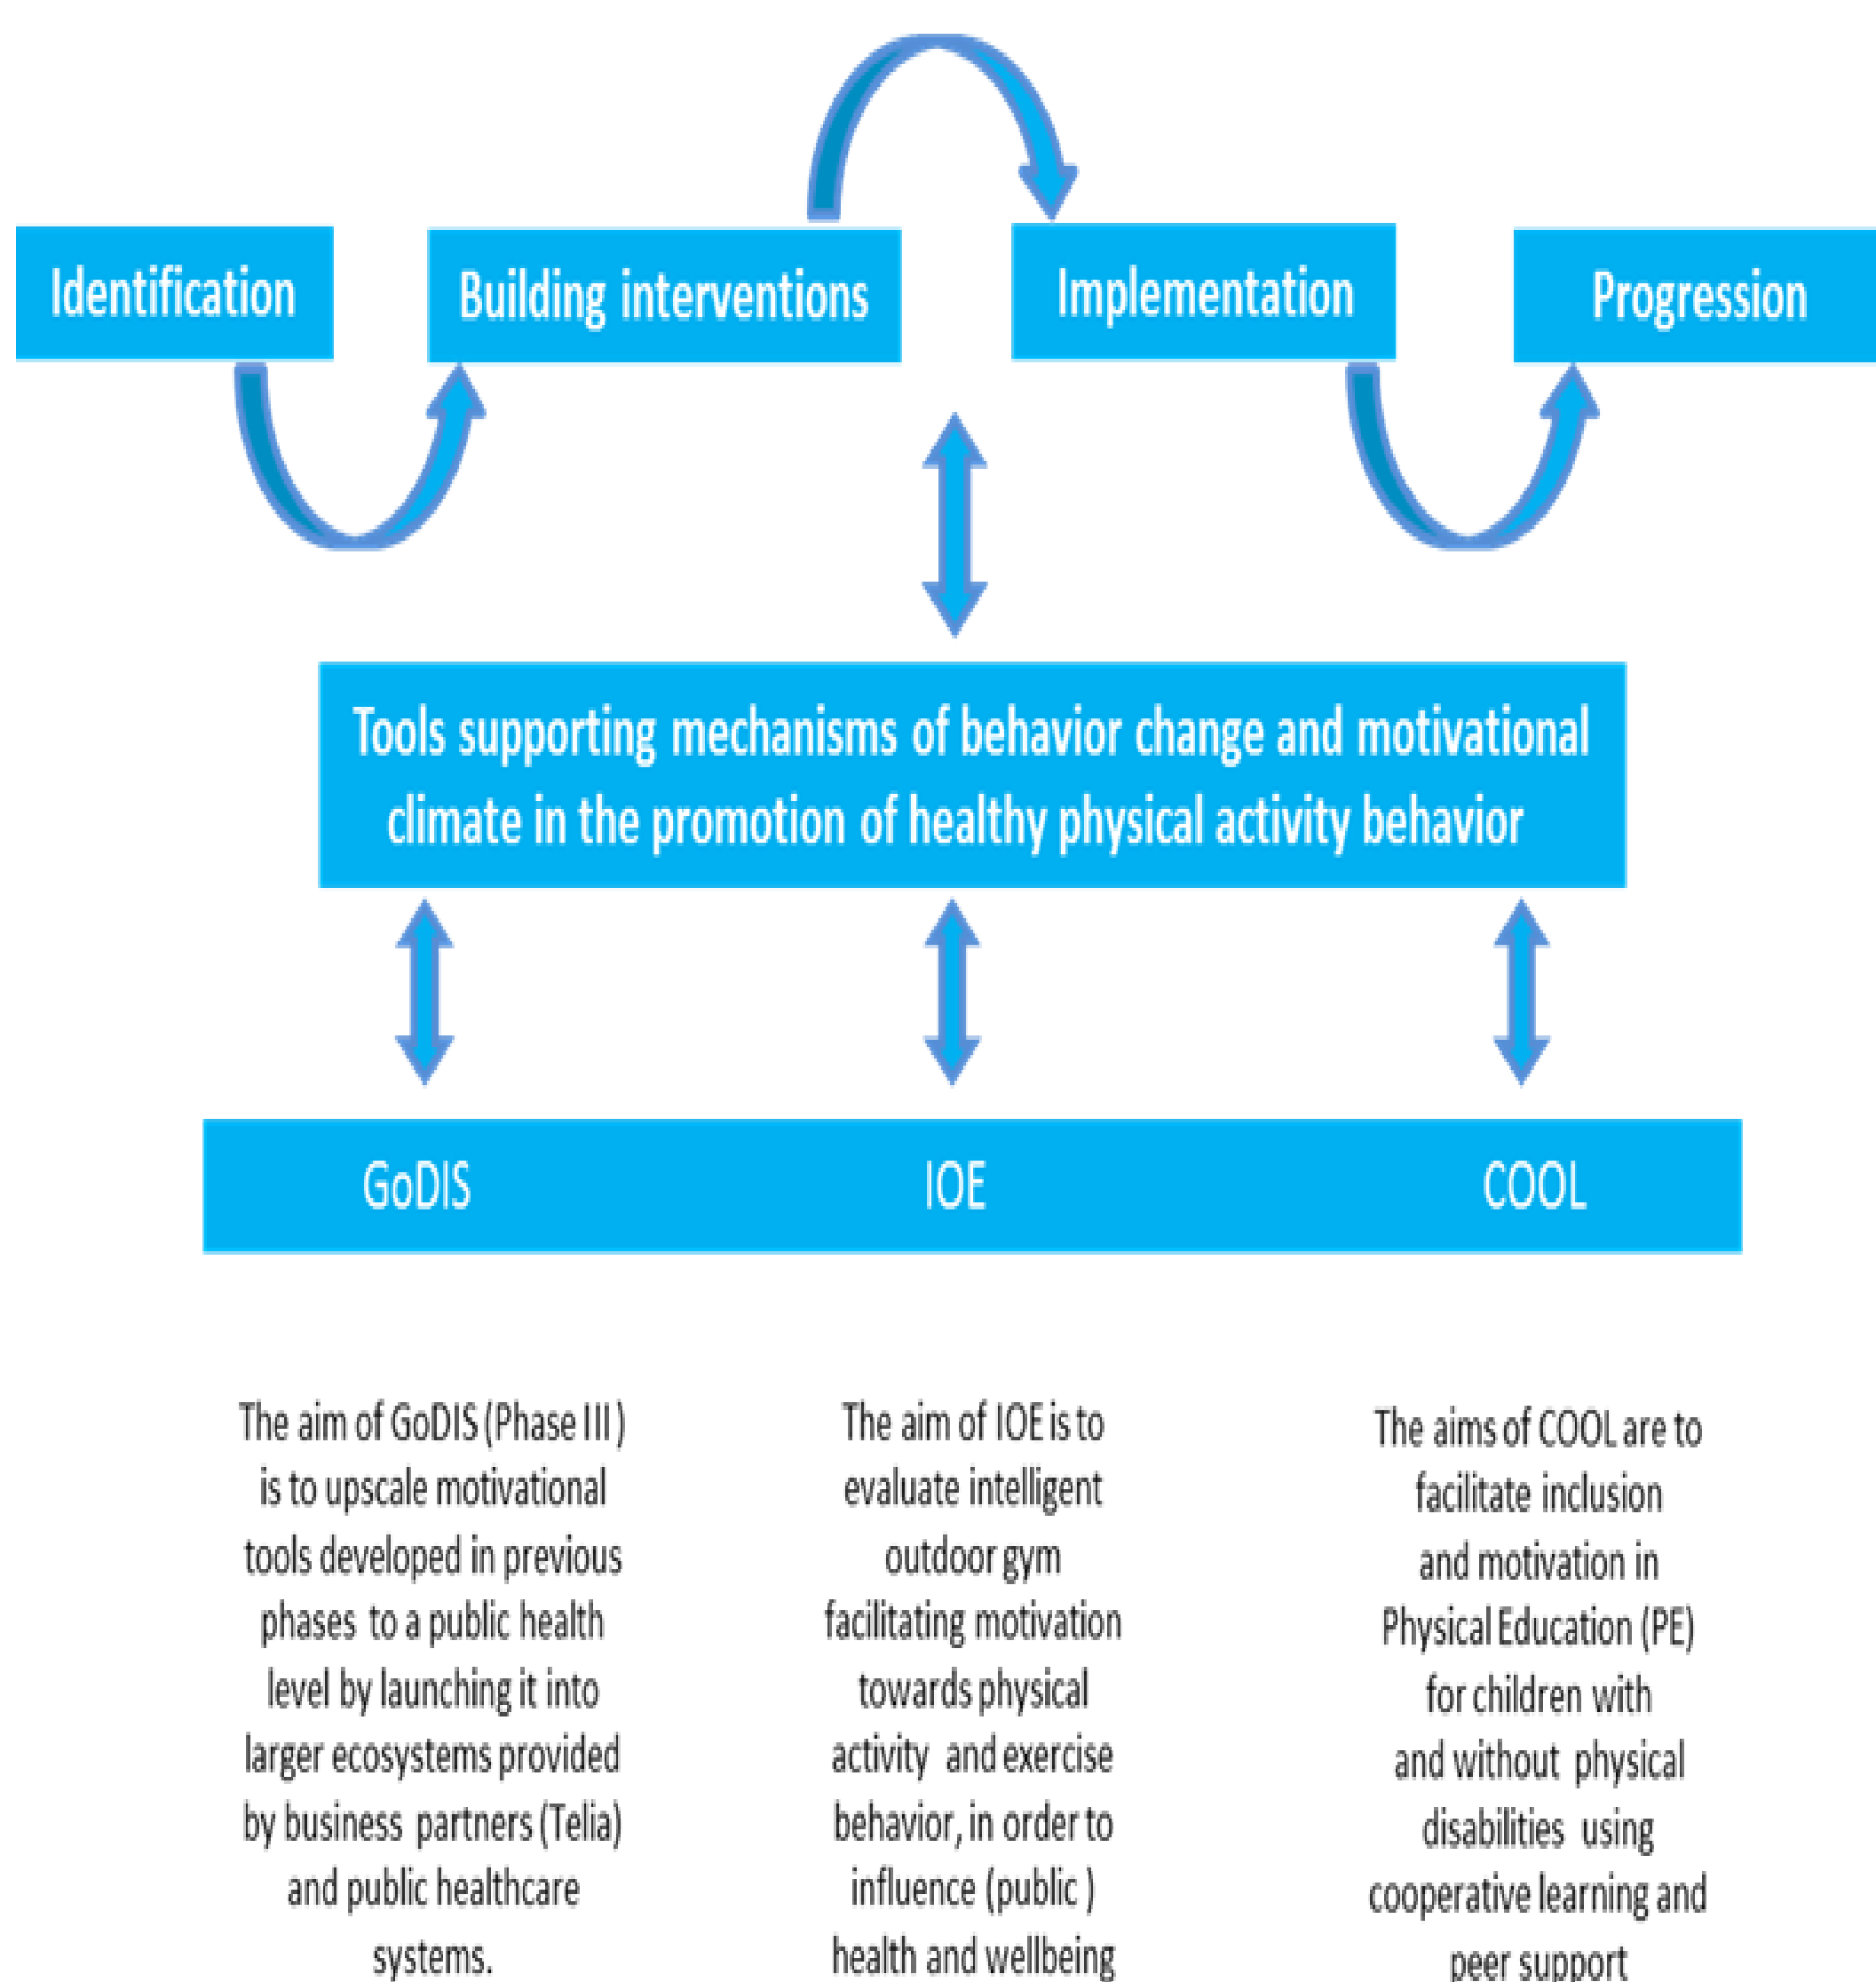 Identification
Building interventions
Implementation
Progression
Tools supporting mechanisms of behavior change and motivational
climate in the promotion of healthy physical activity behavior
GoDIS
IOE
COOL
The aim of GoDIS (Phase III )
is to upscale motivational
tools developed in previous
phases to a public health
level by launching it into
larger ecosystems provided
by business partners (Telia)
and public healthcare
systems.
The aim of IOE is to
evaluate intelligent
outdoor gym
facilitating motivation
towards physical
activity and exercise
behavior, in order to
influence (public )
health and wellbeing
The aims of COOL are to
facilitate inclusion
and motivation in
Physical Education (PE)
for children with
and without physical
disabilities using
cooperative learning and
peer support